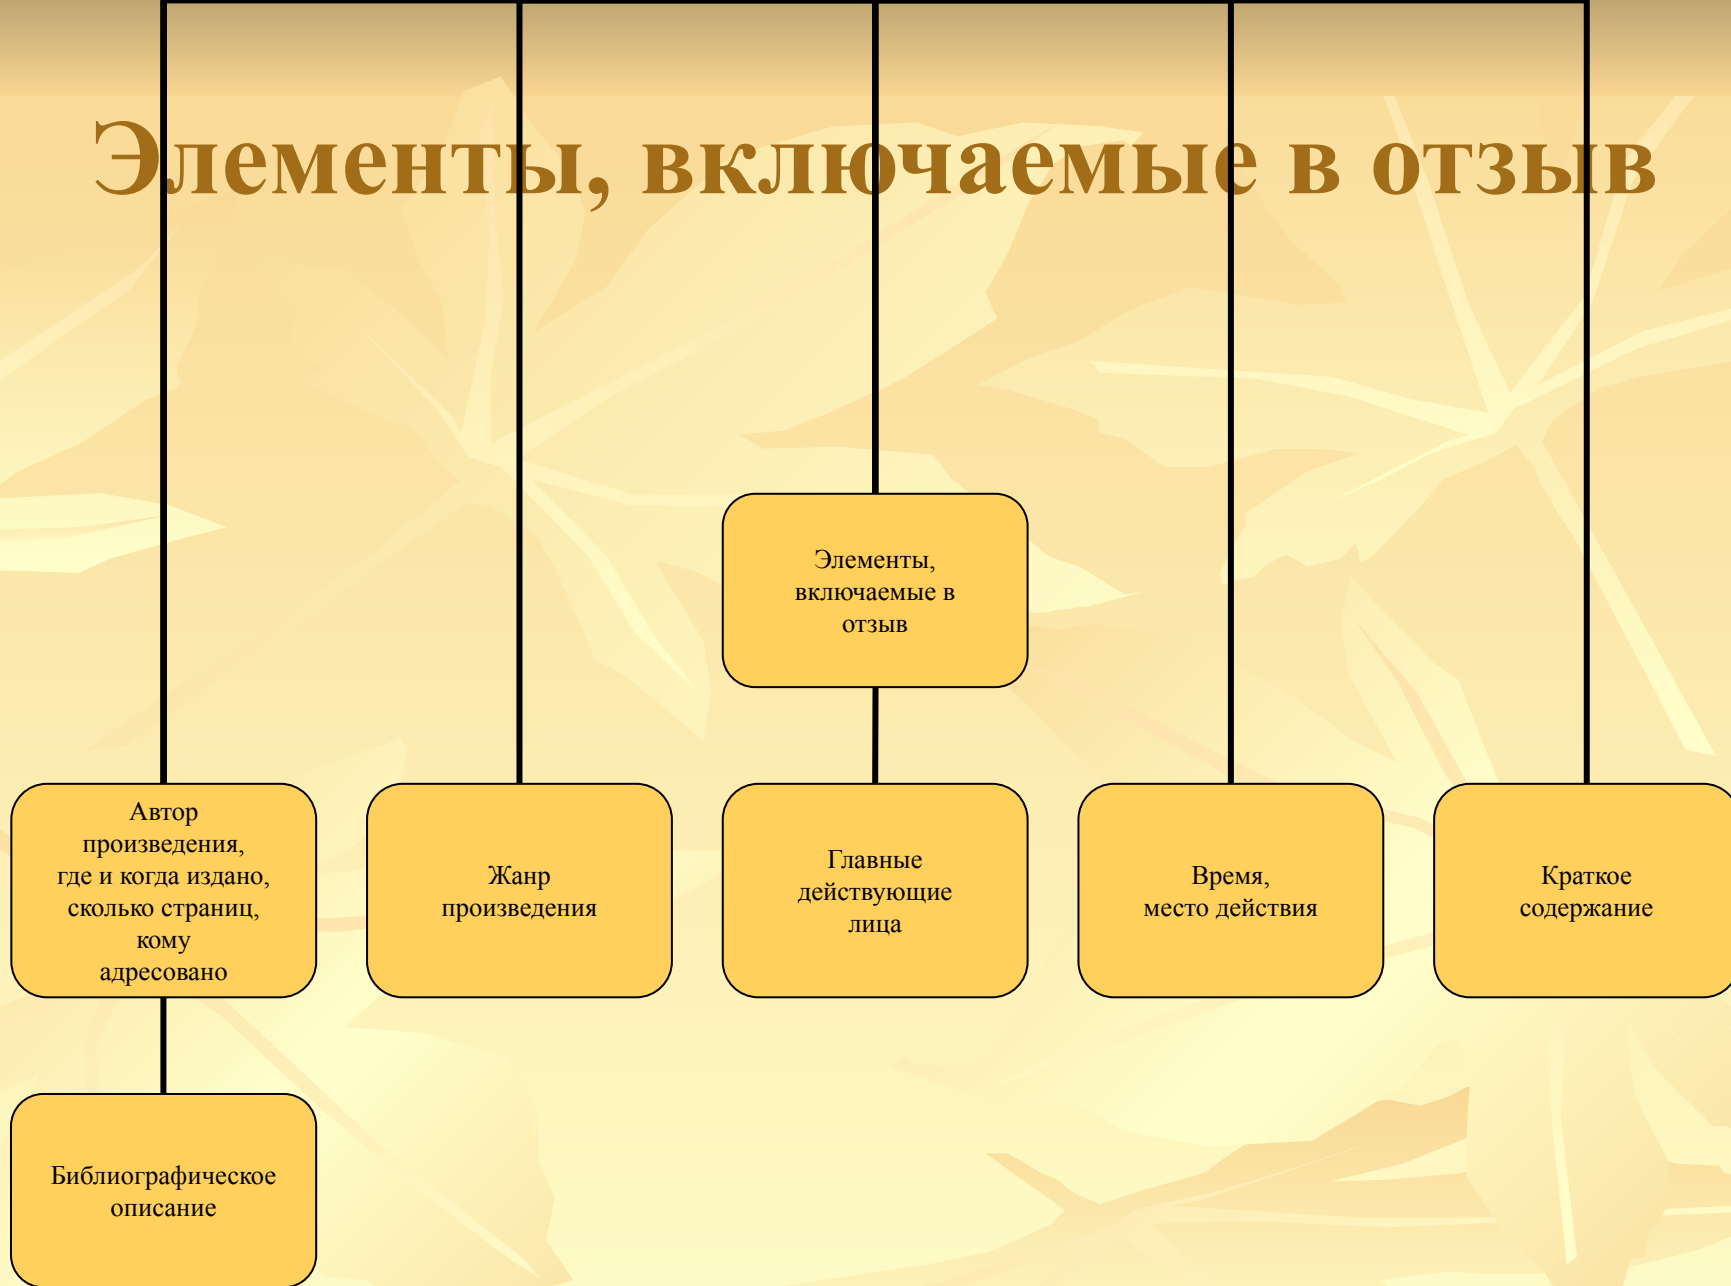 Элементы, включаемые в отзыв
Элементы,
включаемые в
отзыв
Автор
произведения,
где и когда издано,
сколько страниц,
кому
адресовано
Жанр
произведения
Главные
действующие
лица
Время,
место действия
Краткое
содержание
Библиографическое
описание